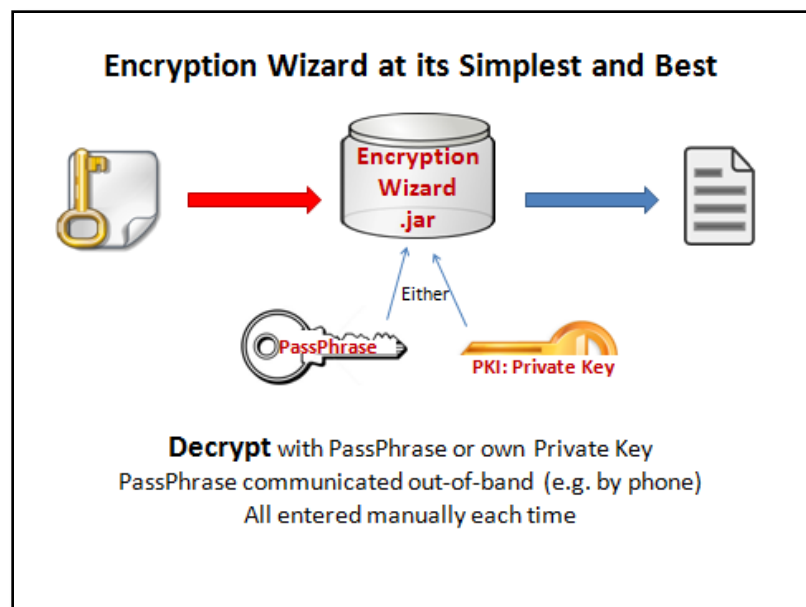 Encryption Wizard at its Simplest and Best
Encryption
Wizard
.jar
Either
PassPhrase
PKI: Private Key
Decrypt with PassPhrase or own Private Key
PassPhrase communicated out-of-band (e.g. by phone)
All entered manually each time